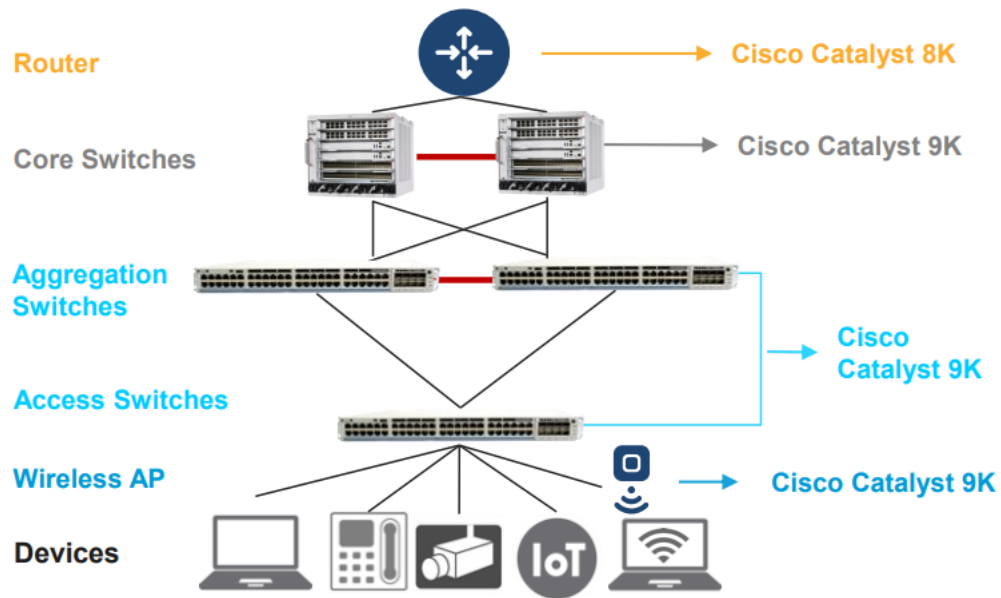 Router
Cisco Catalyst 8K
Core Switches
Cisco Catalyst 9K
Aggregation
Switches
Cisco
Catalyst 9K
Access Switches
Wireless AP
Cisco Catalyst 9K
Devices
IoT